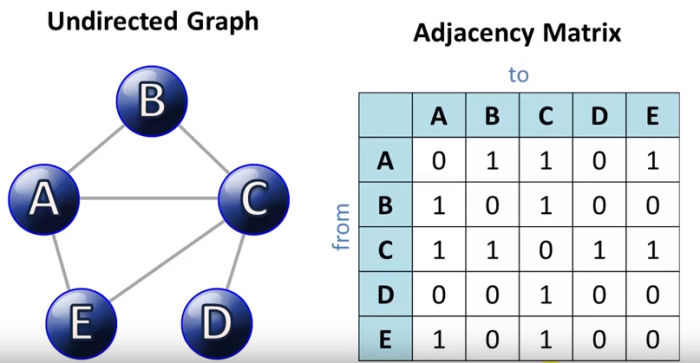 Undirected Graph
B
A
C
E
D
Adjacency Matrix
to
from
A B C D E
A 0 1 1 0 1
B 1 0 1 0 0
C 1 1 0 1 1
D 0 0 1 0 0
E 1 0 1 0 0